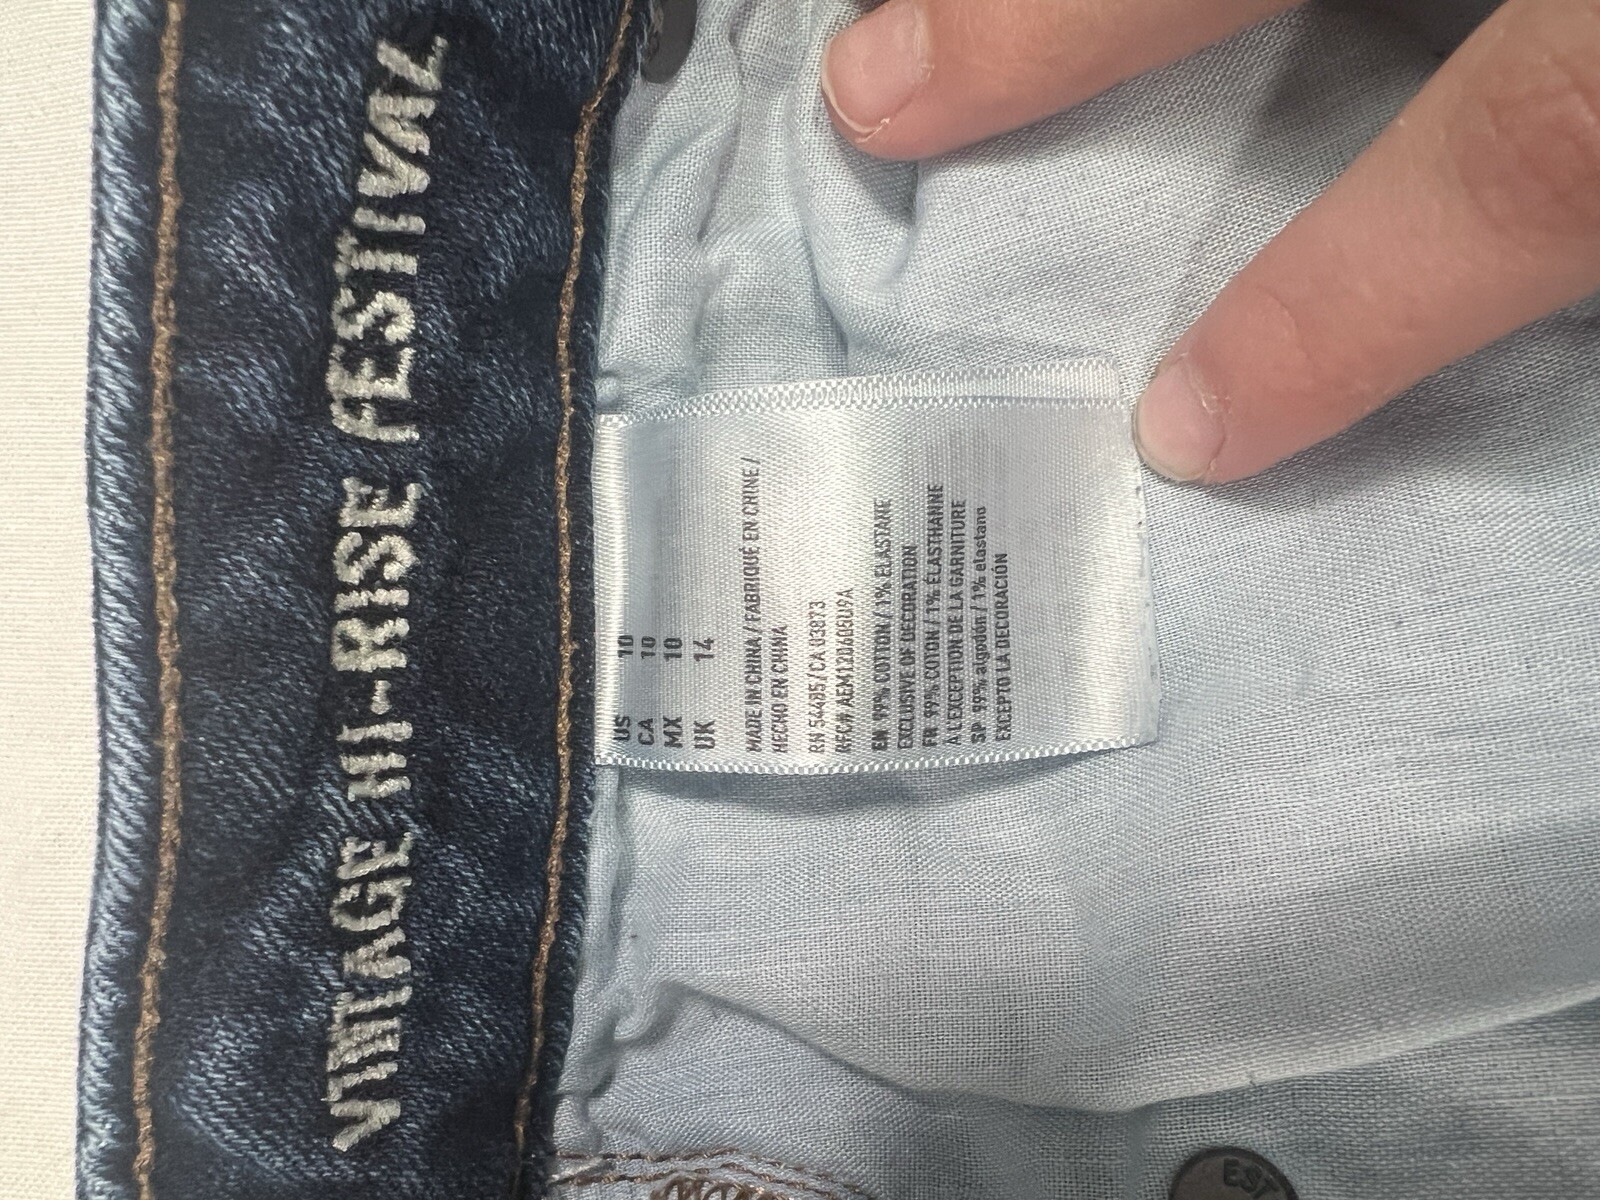 VINTAGE HI-RISE FESTIVAL
US 10
CA 10
MX 10
UK 14
MADE IN CHINA / FABRIQUÉ EN CHINE /
HECHO EN CHINA
RN 54485 / CA 03873
EN 99% COTTON / 1% ELASTANE
EXCLUSIVE OF DECORATION
FR 99% COTON / 1% ÉLASTHANNE
À L'EXCEPTION DE LA GARNITURE
SP 99% algodón / 1% elastano
EXCEPTO LA DECORACIÓN
EST